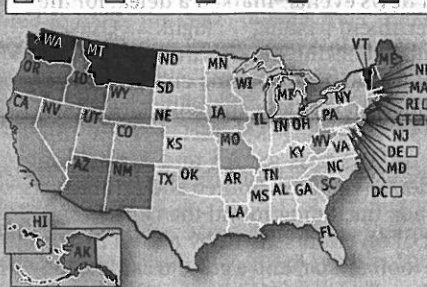 WA MT ND MN VT ME
OR ID SD WI MI NY MA
WY RI
CA NV NE IA PA CT
UT CO IL IN OH NJ
KS MO WV VA DE
KY MD
AZ NM OK AR TN NC
TX MS AL GA SC DC
LA
HI FL
AK